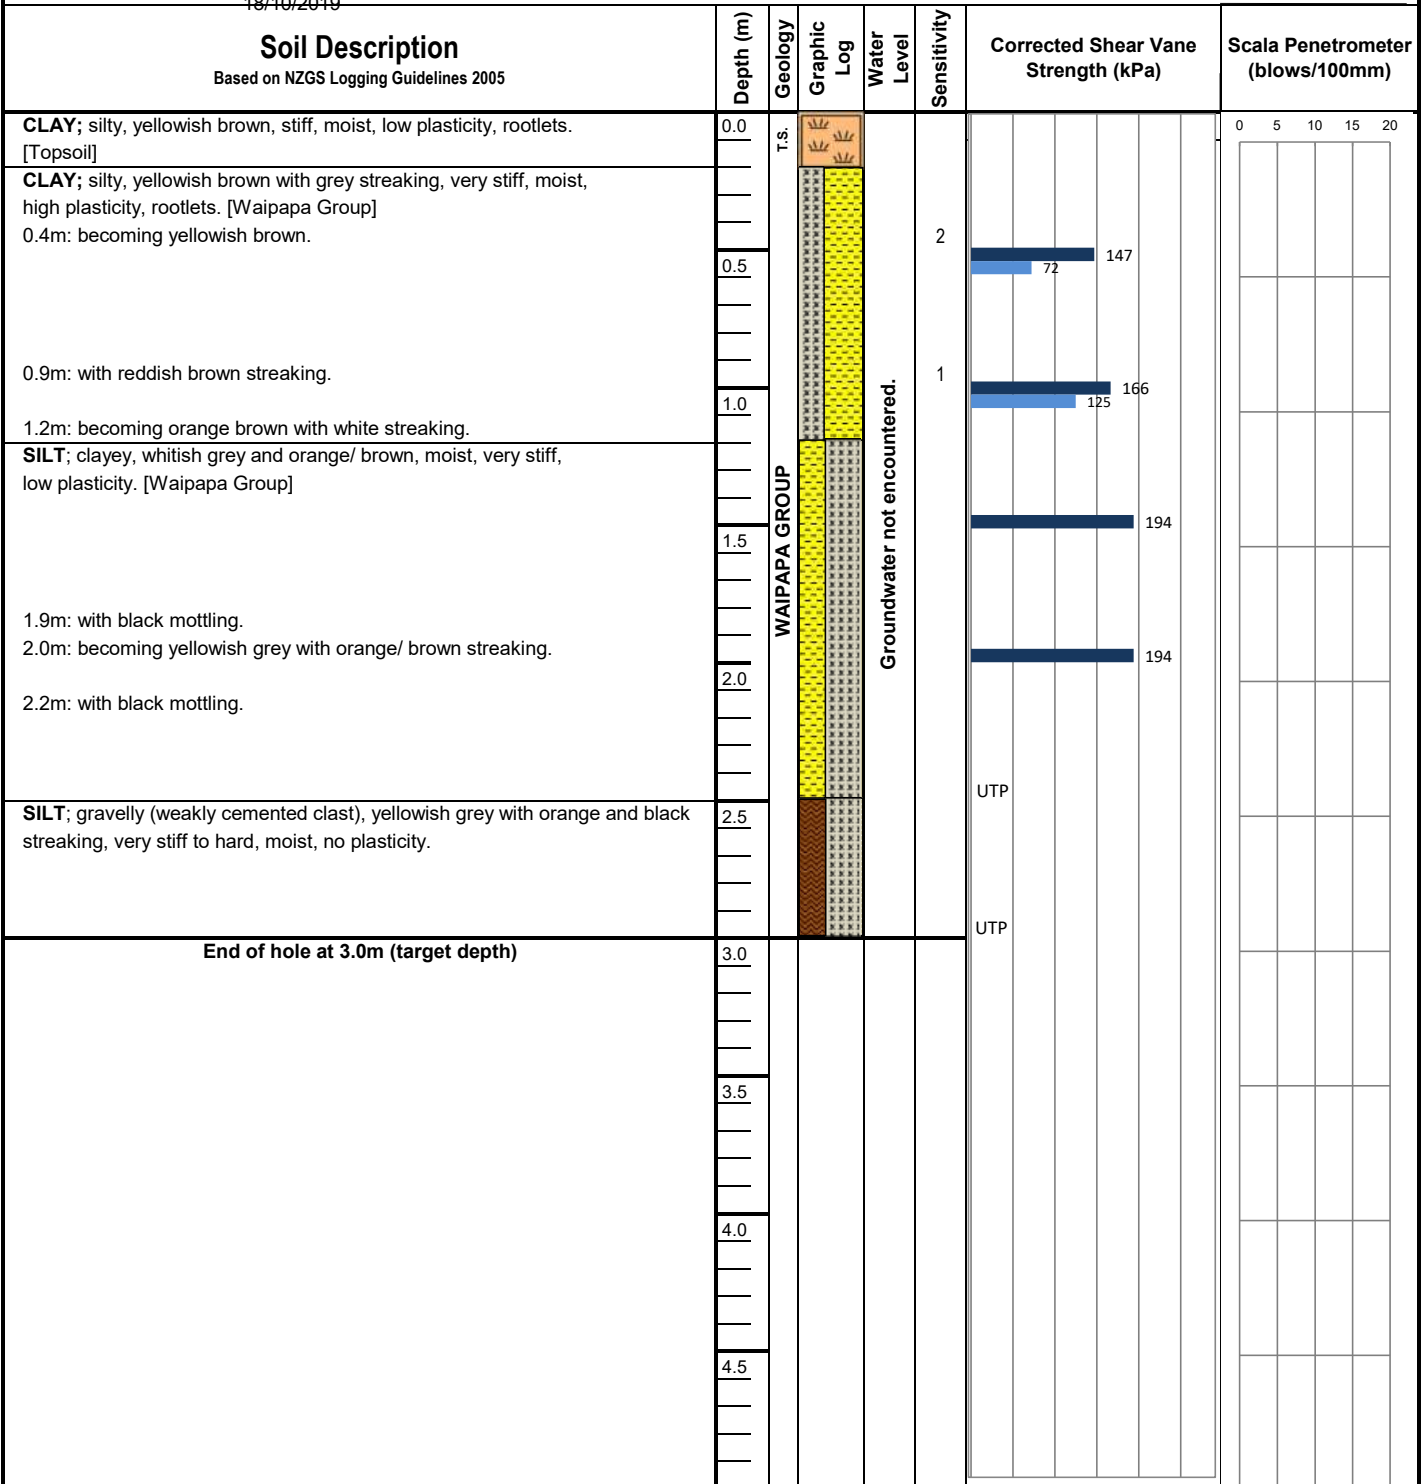 18/10/2019
Soil Description
Based on NZGS Logging Guidelines 2005
Depth (m)
Geology
Graphic
Log
Water
Level
Sensitivity
Corrected Shear Vane
Strength (kPa)
Scala Penetrometer
(blows/100mm)
0 5 10 15 20
CLAY; silty, yellowish brown, stiff, moist, low plasticity, rootlets.
[Topsoil]
0.0
T.S.
CLAY; silty, yellowish brown with grey streaking, very stiff, moist,
high plasticity, rootlets. [Waipapa Group]
0.4m: becoming yellowish brown.
2
147
0.5
72
0.9m: with reddish brown streaking.
1
166
1.0
125
1.2m: becoming orange brown with white streaking.
SILT; clayey, whitish grey and orange/ brown, moist, very stiff,
low plasticity. [Waipapa Group]
WAIPAPA GROUP
Groundwater not encountered.
194
1.5
1.9m: with black mottling.
2.0m: becoming yellowish grey with orange/ brown streaking.
194
2.0
2.2m: with black mottling.
UTP
SILT; gravelly (weakly cemented clast), yellowish grey with orange and black
streaking, very stiff to hard, moist, no plasticity.
2.5
UTP
End of hole at 3.0m (target depth)
3.0
3.5
4.0
4.5